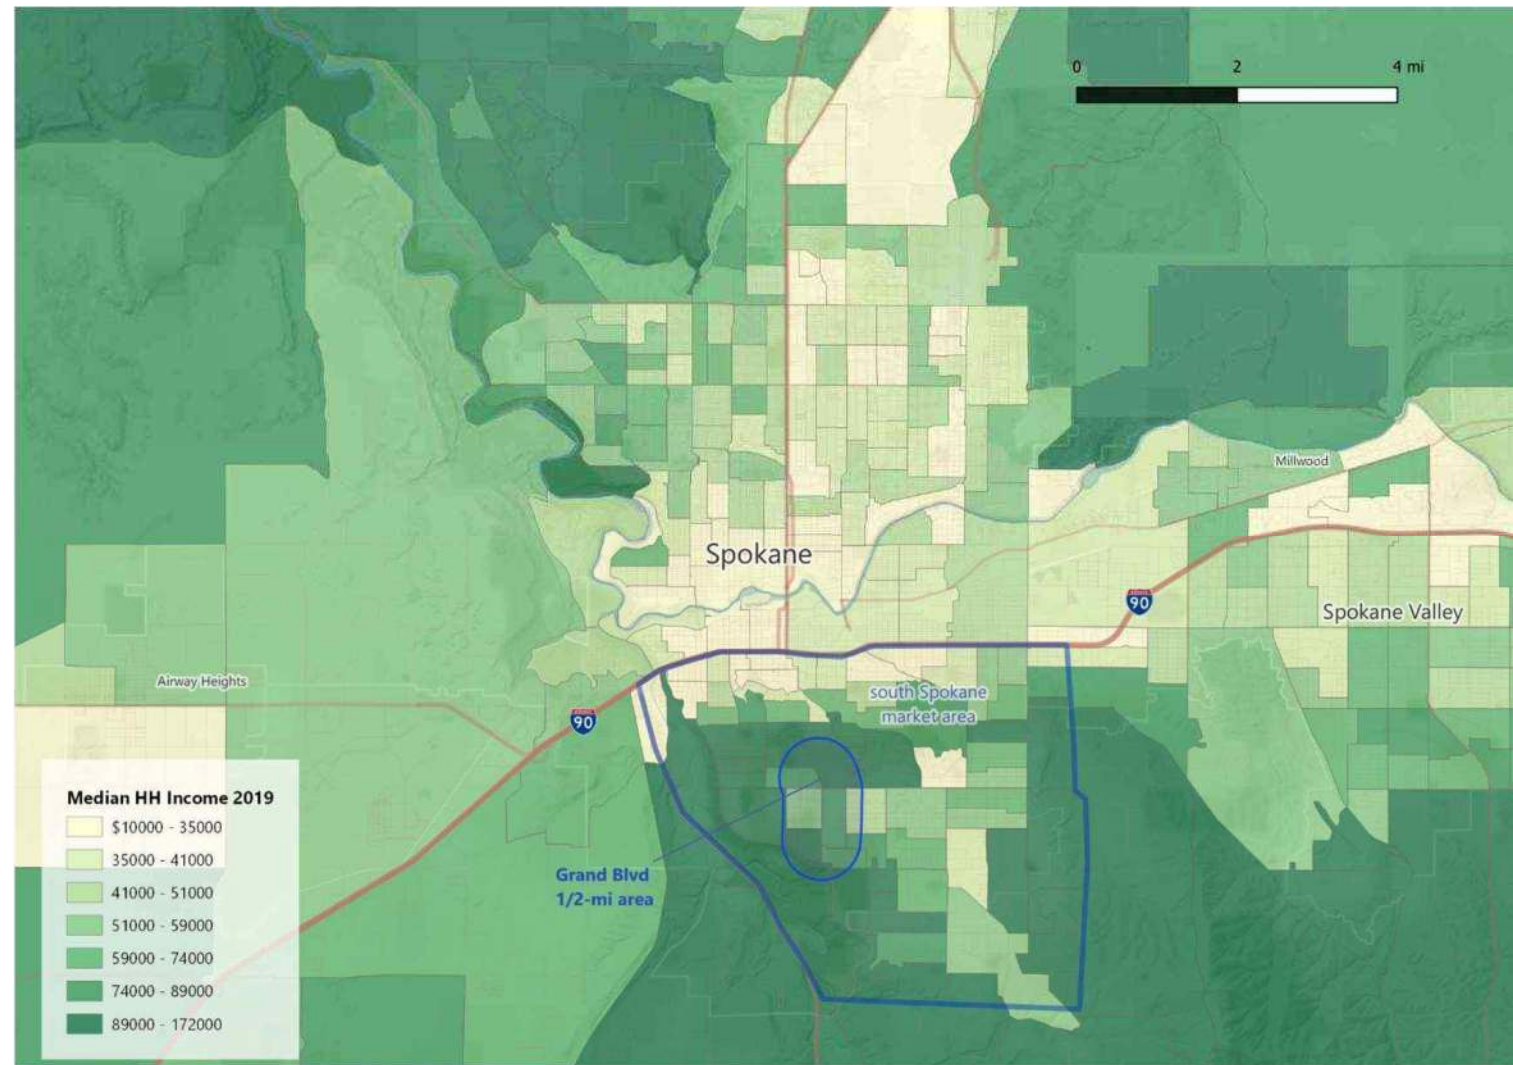 0 2 4 mi
Millwood
Spokane
90
Spokane Valley
Airway Heights
south Spokane
market area
90
Median HH Income 2019
$10000 - 35000
35000 - 41000
41000 - 51000
51000 - 59000
59000 - 74000
74000 - 89000
89000 - 172000
Grand Blvd
1/2-mi area